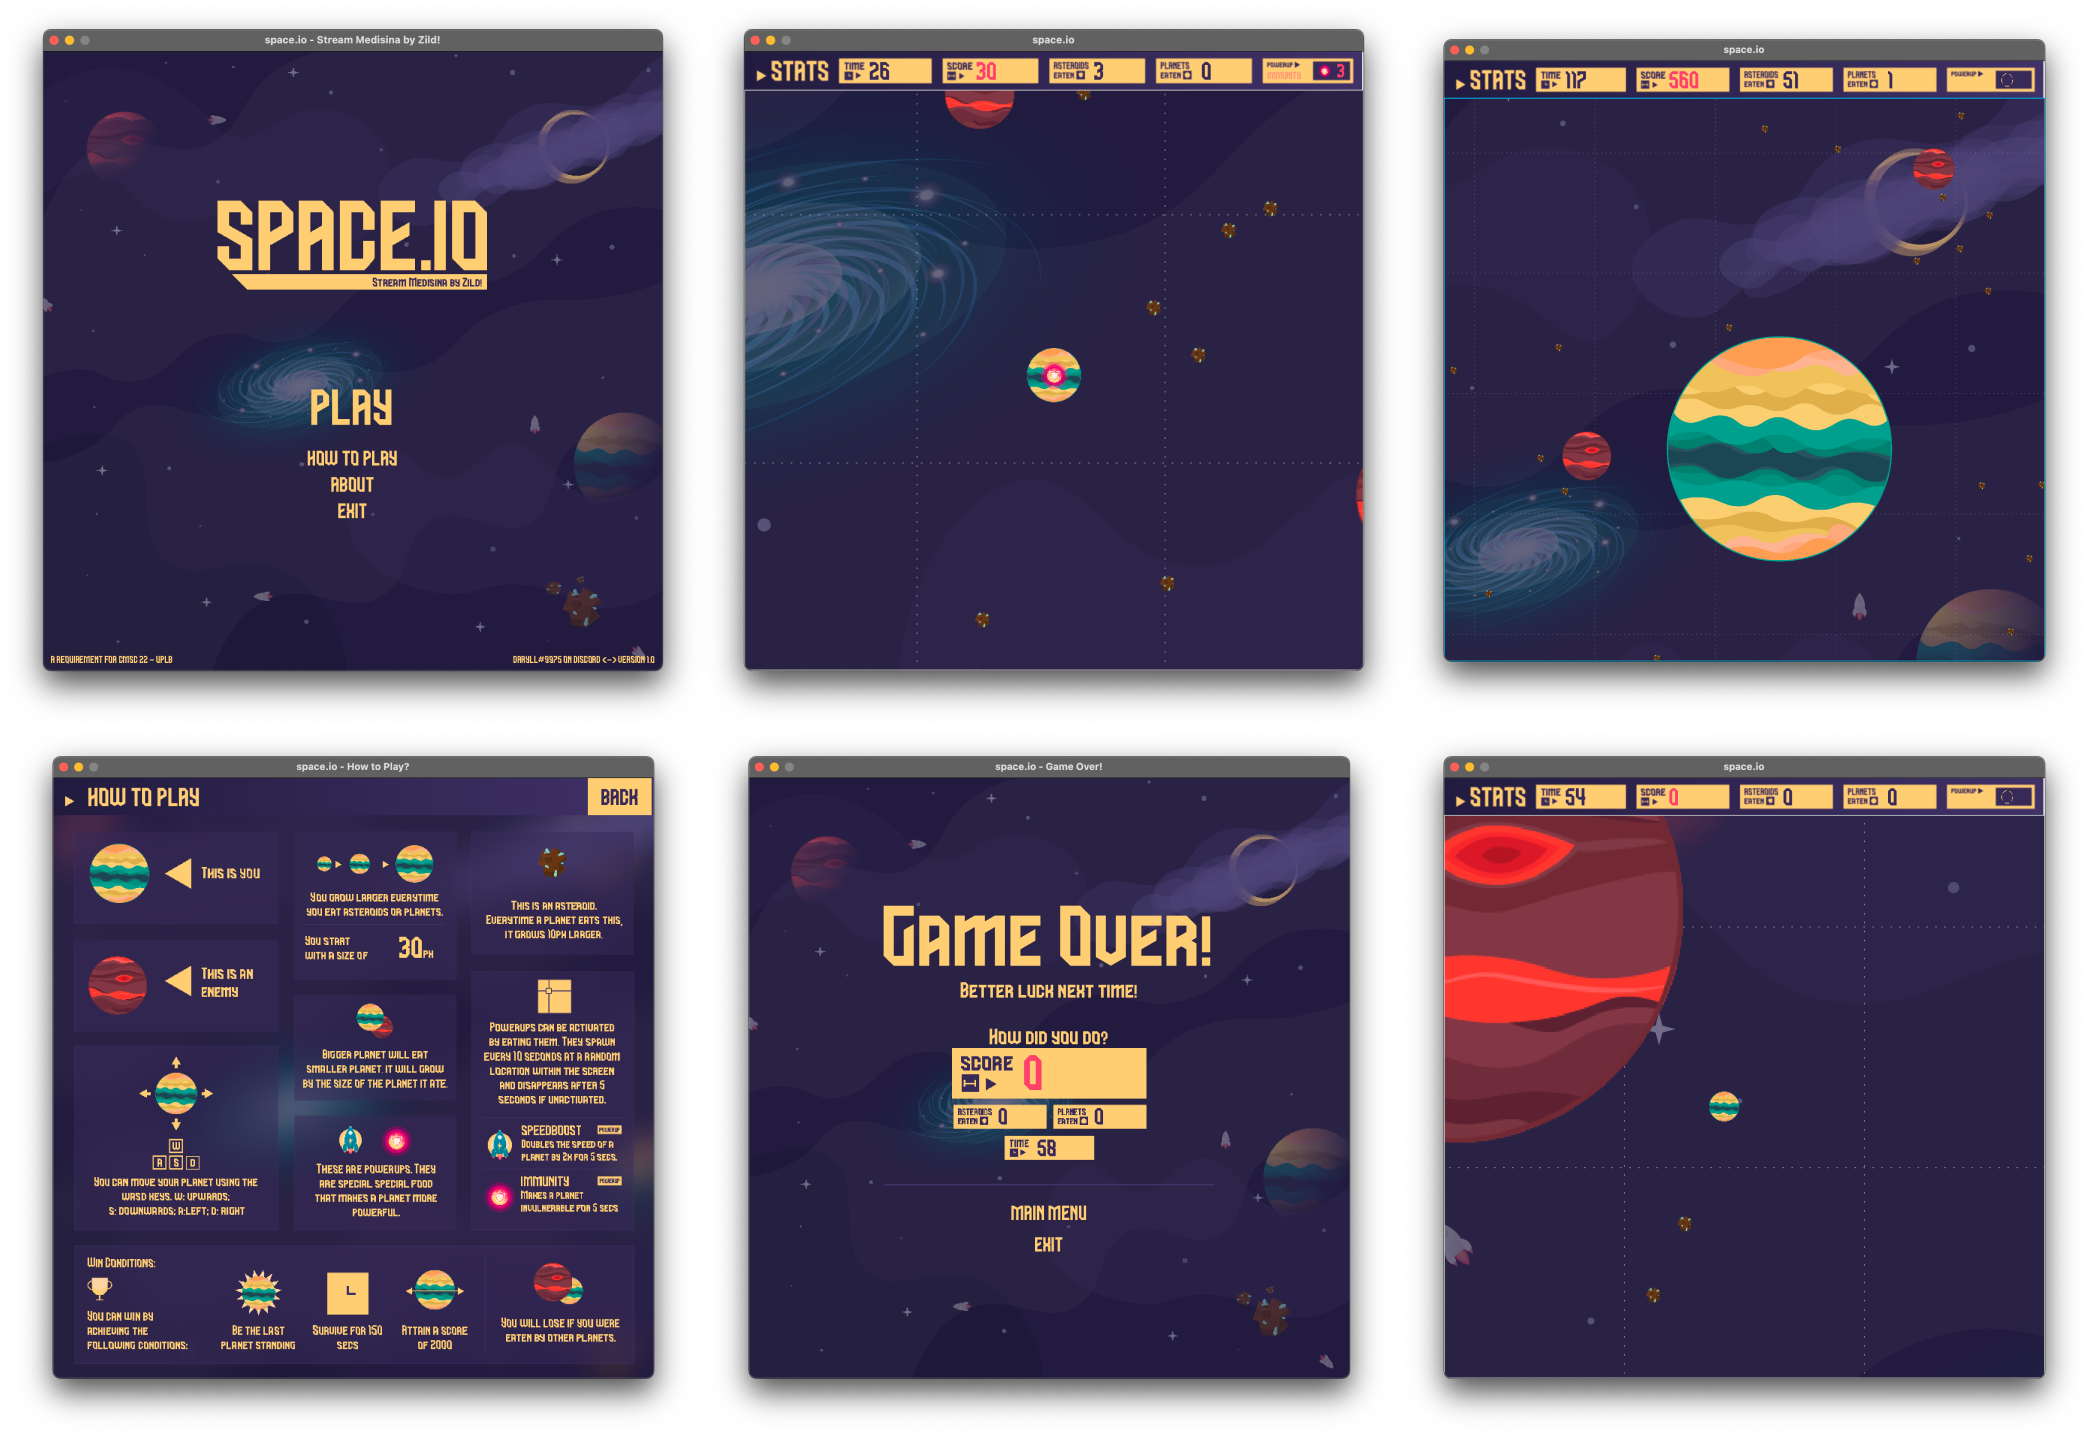 space.io - Stream Medisina by Zild!
SPACE.IO
Stream Medisina by Zild!
PLAY
HOW TO PLAY
ABOUT
EXIT
A REQUIREMENT FOR CMSC 22 - UPLB
DARYLL#9975 ON DISCORD <-> VERSION 1.0
space.io
STATS
TIME 26
SCORE 30
ASTEROIDS EATEN 3
PLANETS EATEN 0
POWERUP IMMUNITY 3
space.io
STATS
TIME 117
SCORE 560
ASTEROIDS EATEN 51
PLANETS EATEN 1
POWERUP
space.io - How to Play?
HOW TO PLAY
BACK
THIS IS YOU
THIS IS AN
ENEMY
W
A S D
YOU CAN MOVE YOUR PLANET USING THE
WASD KEYS. W: UPWARDS;
S: DOWNWARDS; A:LEFT; D: RIGHT
YOU GROW LARGER EVERYTIME
YOU EAT ASTEROIDS OR PLANETS.
YOU START
WITH A SIZE OF
30PX
BIGGER PLANET WILL EAT
SMALLER PLANET. IT WILL GROW
BY THE SIZE OF THE PLANET IT ATE.
THESE ARE POWERUPS. THEY
ARE SPECIAL SPECIAL FOOD
THAT MAKES A PLANET MORE
POWERFUL.
THIS IS AN ASTEROID.
EVERYTIME A PLANET EATS THIS,
IT GROWS 10PX LARGER.
POWERUPS CAN BE ACTIVATED
BY EATING THEM. THEY SPAWN
EVERY 10 SECONDS AT A RANDOM
LOCATION WITHIN THE SCREEN
AND DISAPPEARS AFTER 5
SECONDS IF UNACTIVATED.
SPEEDBOOST POWERUP
DOUBLES THE SPEED OF A
PLANET BY 2X FOR 5 SECS.
IMMUNITY POWERUP
MAKES A PLANET
INVULNERABLE FOR 5 SECS
WIN CONDITIONS:
YOU CAN WIN BY
ACHIEVING THE
FOLLOWING CONDITIONS:
BE THE LAST
PLANET STANDING
SURVIVE FOR 150
SECS
ATTAIN A SCORE
OF 2000
YOU WILL LOSE IF YOU WERE
EATEN BY OTHER PLANETS.
space.io - Game Over!
GAME OVER!
BETTER LUCK NEXT TIME!
HOW DID YOU DO?
SCORE 0
ASTEROIDS EATEN 0
PLANETS EATEN 0
TIME 58
MAIN MENU
EXIT
space.io
STATS
TIME 54
SCORE 0
ASTEROIDS EATEN 0
PLANETS EATEN 0
POWERUP